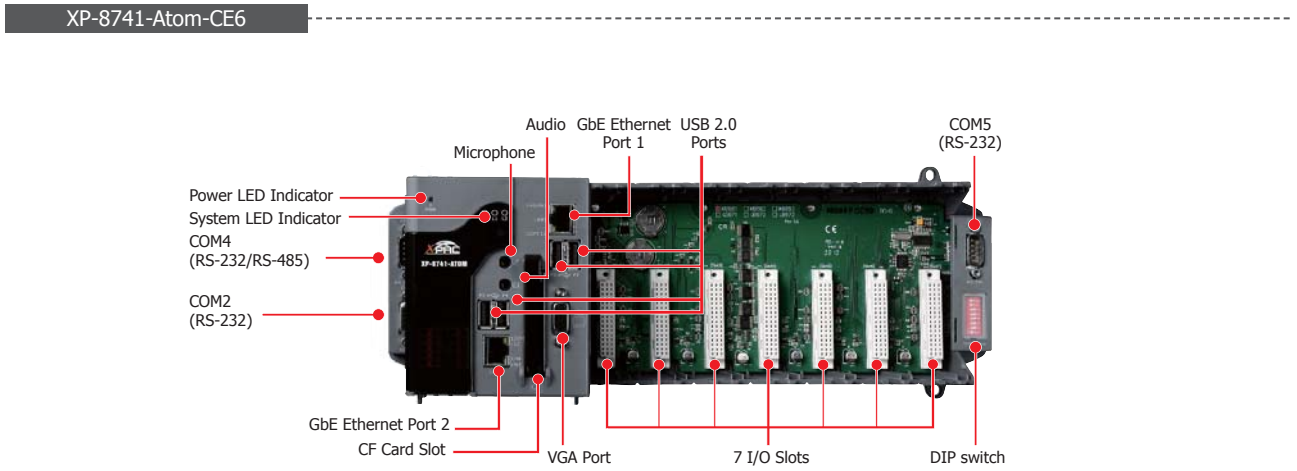 XP-8741-Atom-CE6
Audio
GbE Ethernet
Port 1
USB 2.0
Ports
COM5
(RS-232)
Microphone
Power LED Indicator
System LED Indicator
COM4
(RS-232/RS-485)
XPAC
XP-8741-ATOM
COM2
(RS-232)
CE
GbE Ethernet Port 2
CF Card Slot
VGA Port
7 I/O Slots
DIP switch